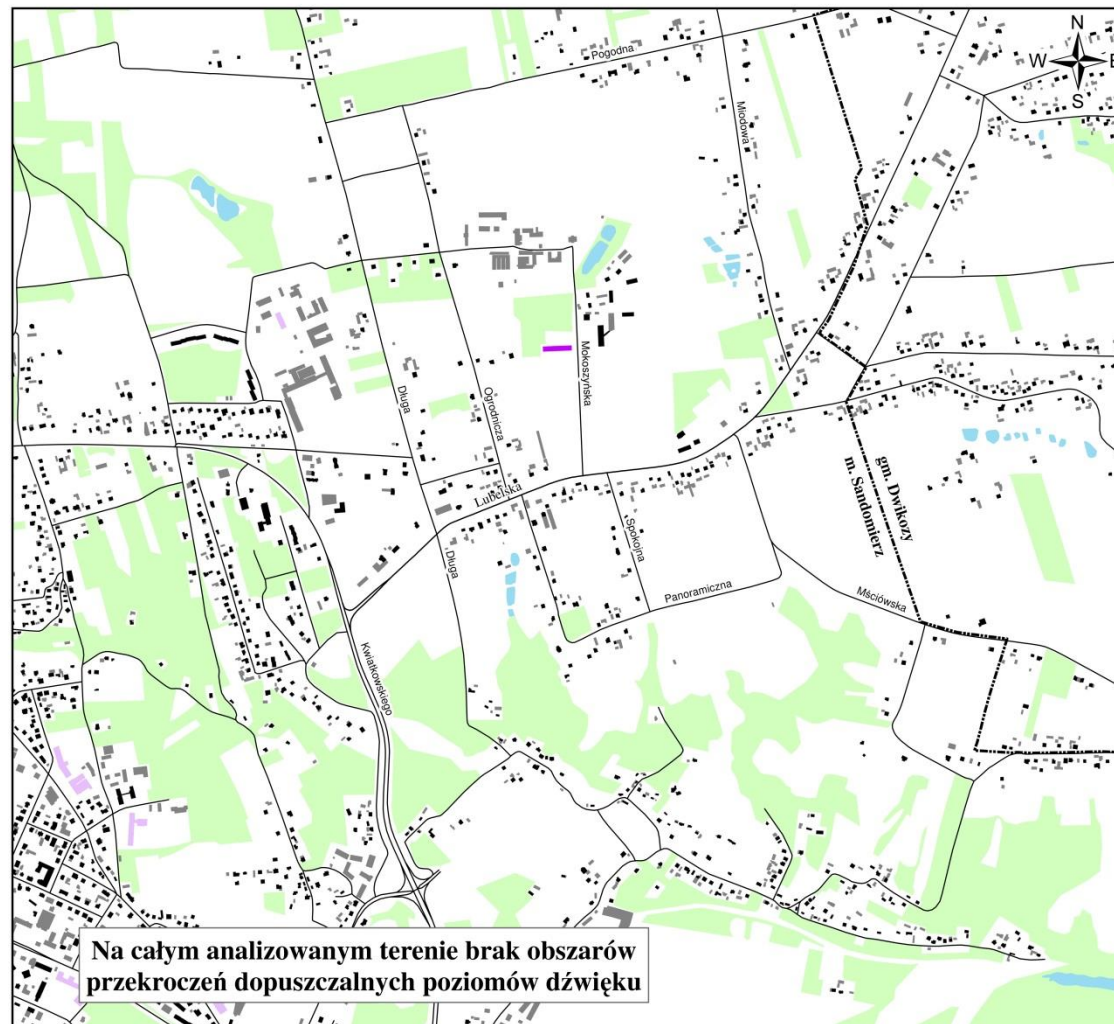 N
W E
S
Pogodna
Miodowa
Mokoszyńska
Długa
Ogrodnicza
Lubelska
gm. Dwikozy
m. Sandomierz
Spokojna
Długa
Panoramiczna
Mściówska
Kwiatkowskiego
Na całym analizowanym terenie brak obszarów
przekroczeń dopuszczalnych poziomów dźwięku